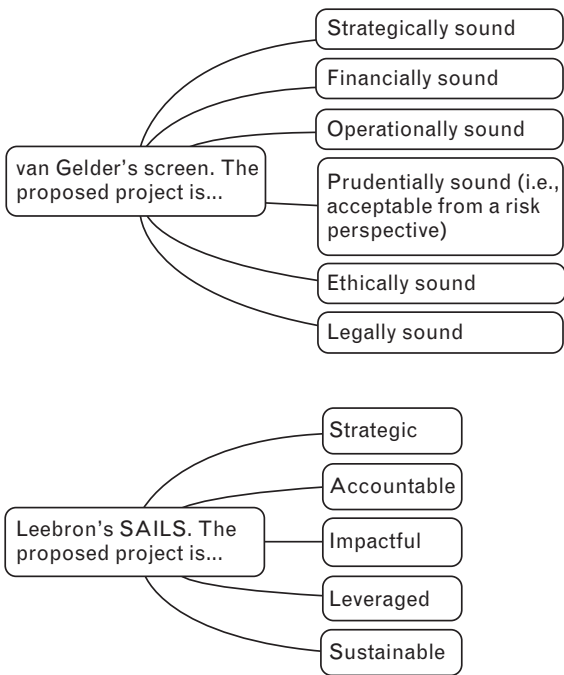 van Gelder's screen. The
proposed project is...
Strategically sound
Financially sound
Operationally sound
Prudentially sound (i.e.,
acceptable from a risk
perspective)
Ethically sound
Legally sound
Leebron's SAILS. The
proposed project is...
Strategic
Accountable
Impactful
Leveraged
Sustainable